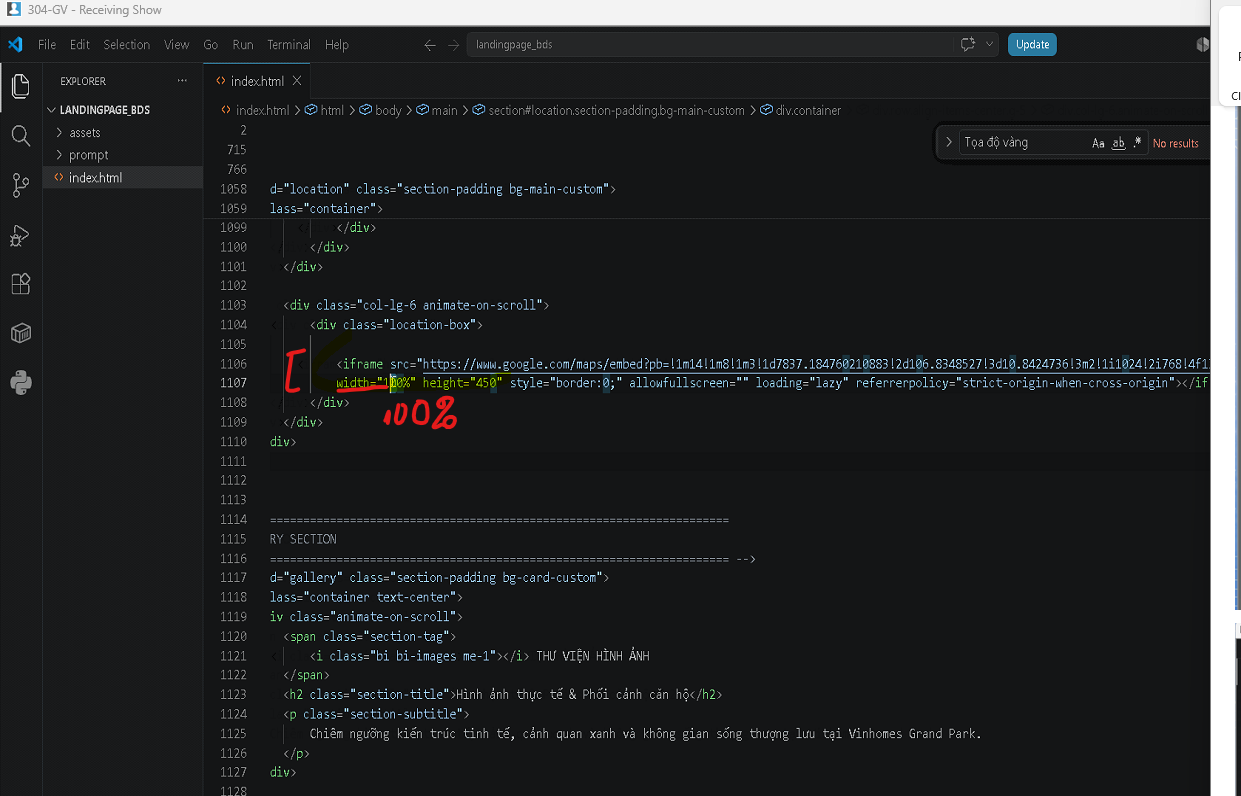 304-GV - Receiving Show
File Edit Selection View Go Run Terminal Help
landingpage_bds
Update
EXPLORER
index.html
LANDINGPAGE_BDS
assets
prompt
index.html
index.html > html > body > main > section#location.section-padding.bg-main-custom > div.container
Tọa độ vàng
Aa ab .* No results
2
715
766
1058 d="location" class="section-padding bg-main-custom">
1059 lass="container">
1099 </div>
1100 </div>
1101 </div>
1102
1103 <div class="col-lg-6 animate-on-scroll">
1104 <div class="location-box">
1105
1106 <iframe src="https://www.google.com/maps/embed?pb=!1m14!1m8!1m3!1d7837.184760210883!2d106.8348527!3d10.8424736!3m2!1i1024!2i768!4f1
1107 width="100%" height="450" style="border:0;" allowfullscreen="" loading="lazy" referrerpolicy="strict-origin-when-cross-origin"></if
100%
1108 </div>
1109 </div>
1110 div>
1111
1112
1113
1114 =====================================================================
1115 RY SECTION
1116 ===================================================================== -->
1117 d="gallery" class="section-padding bg-card-custom">
1118 lass="container text-center">
1119 iv class="animate-on-scroll">
1120 <span class="section-tag">
1121 <i class="bi bi-images me-1"></i> THƯ VIỆN HÌNH ẢNH
1122 </span>
1123 <h2 class="section-title">Hình ảnh thực tế & Phối cảnh căn hộ</h2>
1124 <p class="section-subtitle">
1125 Chiêm ngưỡng kiến trúc tinh tế, cảnh quan xanh và không gian sống thượng lưu tại Vinhomes Grand Park.
1126 </p>
1127 div>
1128